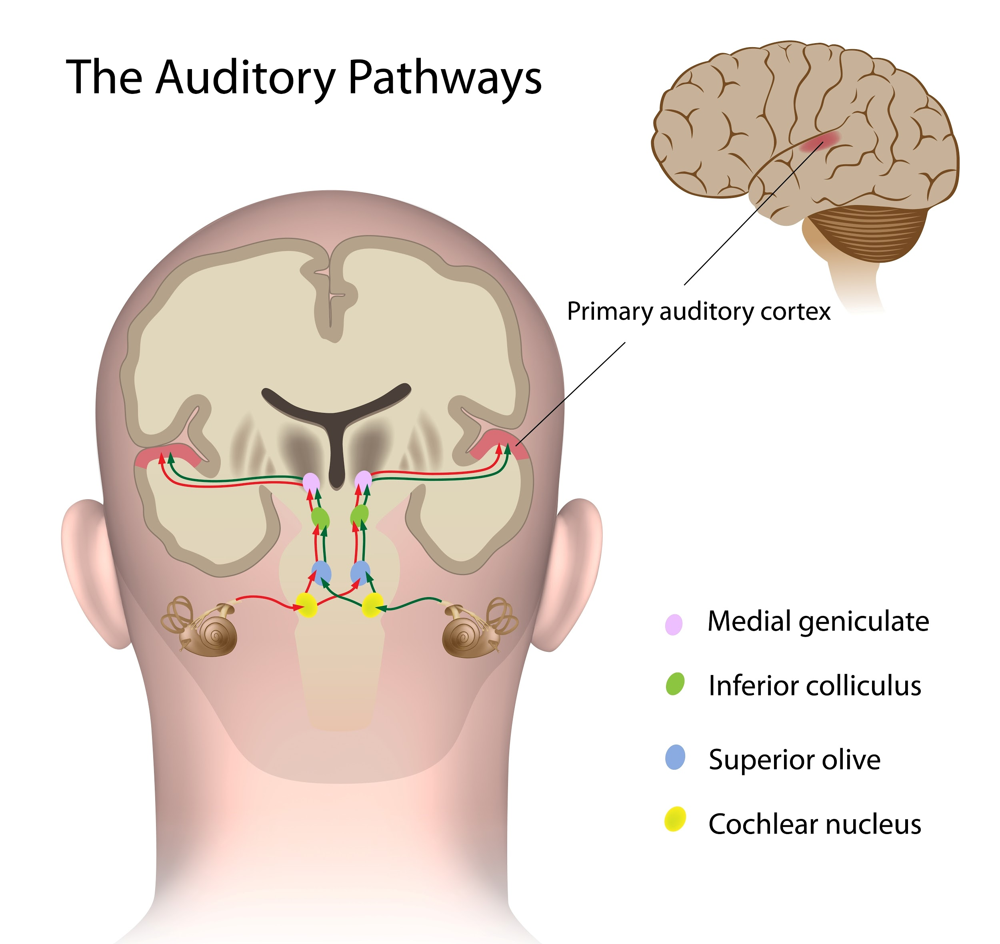 The Auditory Pathways
Primary auditory cortex
Medial geniculate
Inferior colliculus
Superior olive
Cochlear nucleus